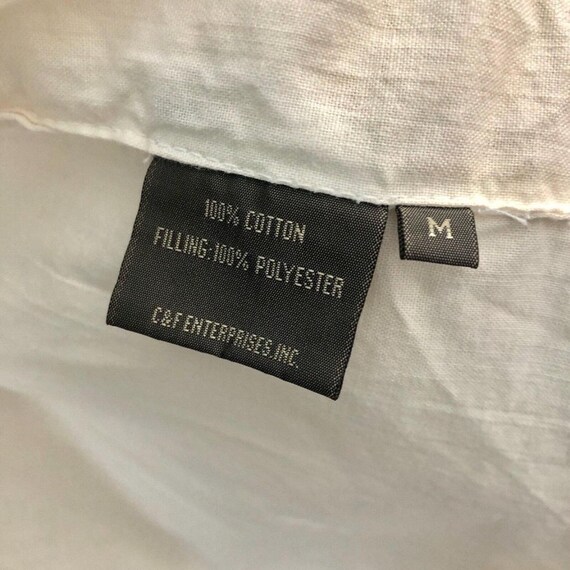 100% COTTON
FILLING:100% POLYESTER
C&F ENTERPRISES.INC.
M